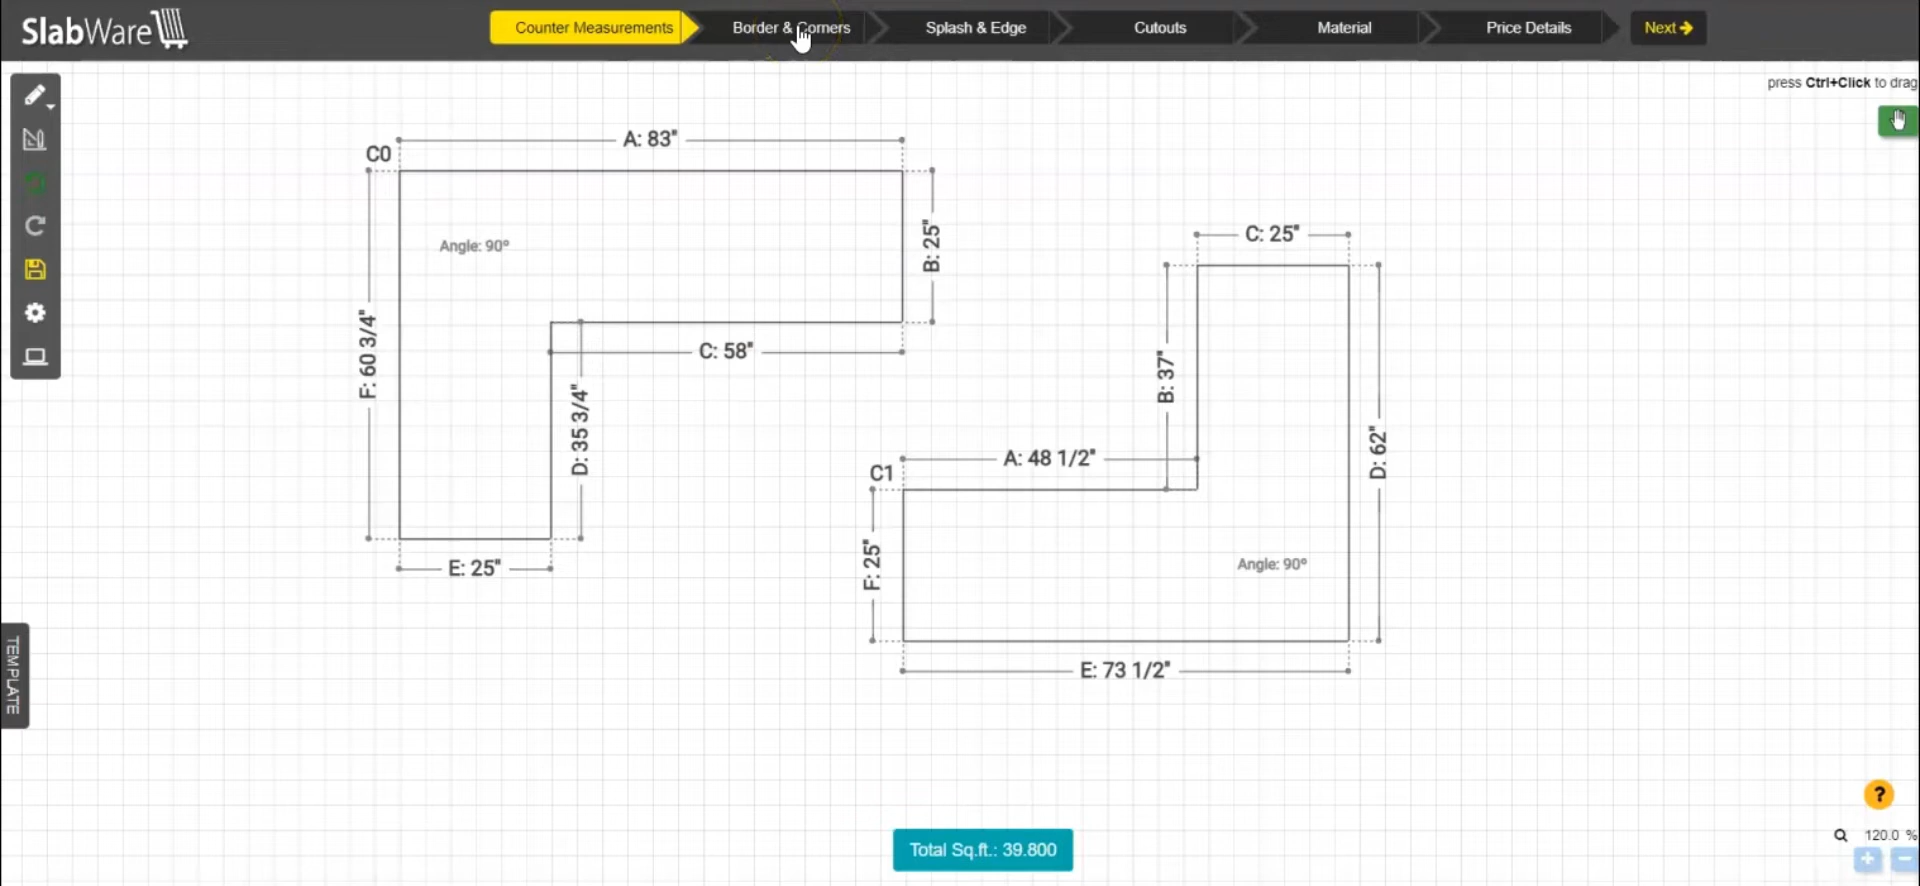 SlabWare
Counter Measurements
Border & Corners
Splash & Edge
Cutouts
Material
Price Details
Next
press Ctrl+Click to drag
A: 83"
C0
Angle: 90º
B: 25"
F: 60 3/4"
C: 58"
D: 35 3/4"
E: 25"
C: 25"
B: 37"
D: 62"
A: 48 1/2"
C1
F: 25"
Angle: 90º
E: 73 1/2"
TEMPLATE
?
120.0 %
Total Sq.ft.: 39.800